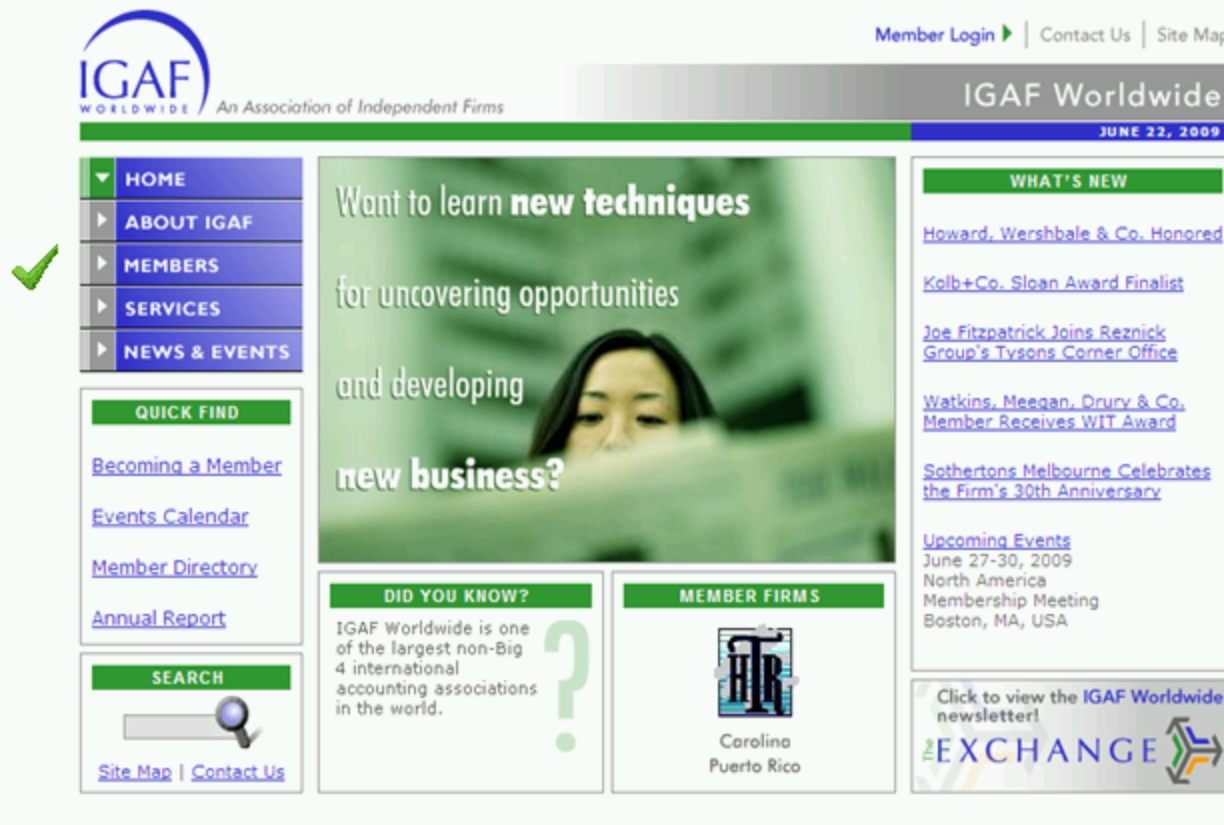 IGAF
WORLDWIDE
An Association of Independent Firms
Member Login | Contact Us | Site Map
IGAF Worldwide
JUNE 22, 2009
HOME
ABOUT IGAF
MEMBERS
SERVICES
NEWS & EVENTS
QUICK FIND
Becoming a Member
Events Calendar
Member Directory
Annual Report
SEARCH
Site Map | Contact Us
Want to learn new techniques
for uncovering opportunities
and developing
new business?
DID YOU KNOW?
IGAF Worldwide is one
of the largest non-Big
4 international
accounting associations
in the world.
?
MEMBER FIRMS
HTR
Carolina
Puerto Rico
WHAT'S NEW
Howard, Wershbale & Co. Honored
Kolb+Co. Sloan Award Finalist
Joe Fitzpatrick Joins Reznick
Group's Tysons Corner Office
Watkins, Meegan, Drury & Co.
Member Receives WIT Award
Sothertons Melbourne Celebrates
the Firm's 30th Anniversary
Upcoming Events
June 27-30, 2009
North America
Membership Meeting
Boston, MA, USA
Click to view the IGAF Worldwide
newsletter!
The EXCHANGE